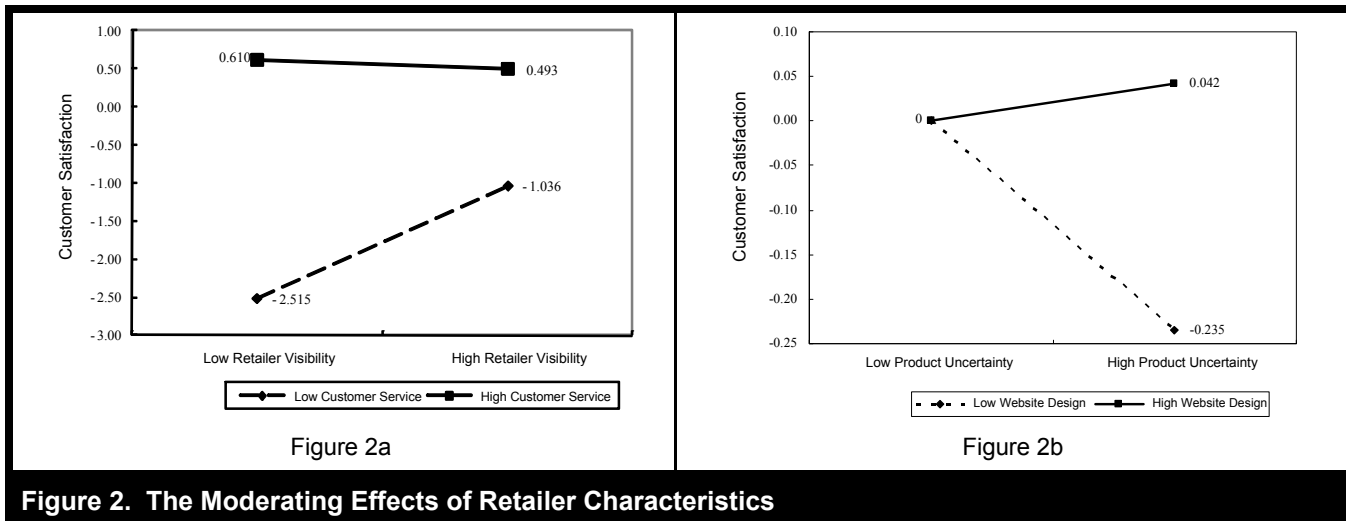 1.00
0.50
0.00
-0.50
-1.00
-1.50
-2.00
-2.50
-3.00
Customer Satisfaction
0.610
0.493
-1.036
-2.515
Low Retailer Visibility High Retailer Visibility
Low Customer Service High Customer Service
Figure 2a
0.10
0.05
0.00
-0.05
-0.10
-0.15
-0.20
-0.25
Customer Satisfaction
0
0.042
-0.235
Low Product Uncertainty High Product Uncertainty
Low Website Design High Website Design
Figure 2b
Figure 2. The Moderating Effects of Retailer Characteristics